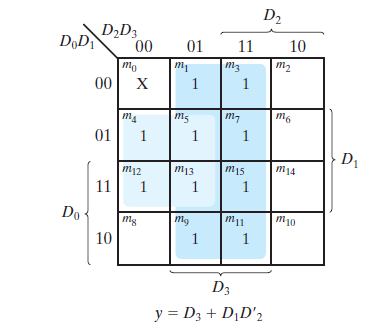 D₂
D₂D₃
D₀D₁
00 01 11 10
m₀ m₁ m₃ m₂
00 X 1 1
m₄ m₅ m₇ m₆
01 1 1 1
D₁
m₁₂ m₁₃ m₁₅ m₁₄
11 1 1 1
D₀
m₈ m₉ m₁₁ m₁₀
10 1 1
D₃
y = D₃ + D₁D′₂